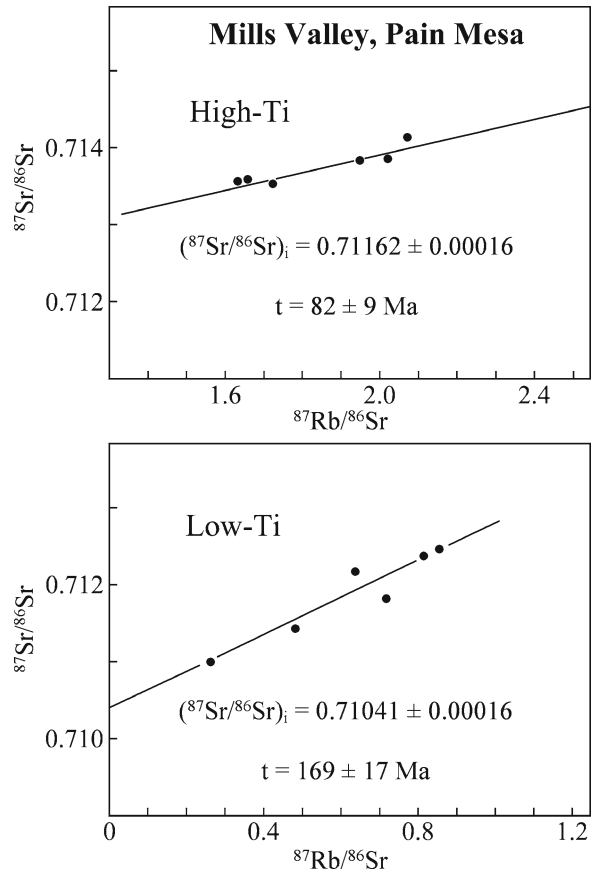 Mills Valley, Pain Mesa
High-Ti
0.714
⁸⁷Sr/⁸⁶Sr
(⁸⁷Sr/⁸⁶Sr)ᵢ = 0.71162 ± 0.00016
0.712
t = 82 ± 9 Ma
1.6 2.0 2.4
⁸⁷Rb/⁸⁶Sr
Low-Ti
0.712
⁸⁷Sr/⁸⁶Sr
(⁸⁷Sr/⁸⁶Sr)ᵢ = 0.71041 ± 0.00016
0.710
t = 169 ± 17 Ma
0 0.4 0.8 1.2
⁸⁷Rb/⁸⁶Sr